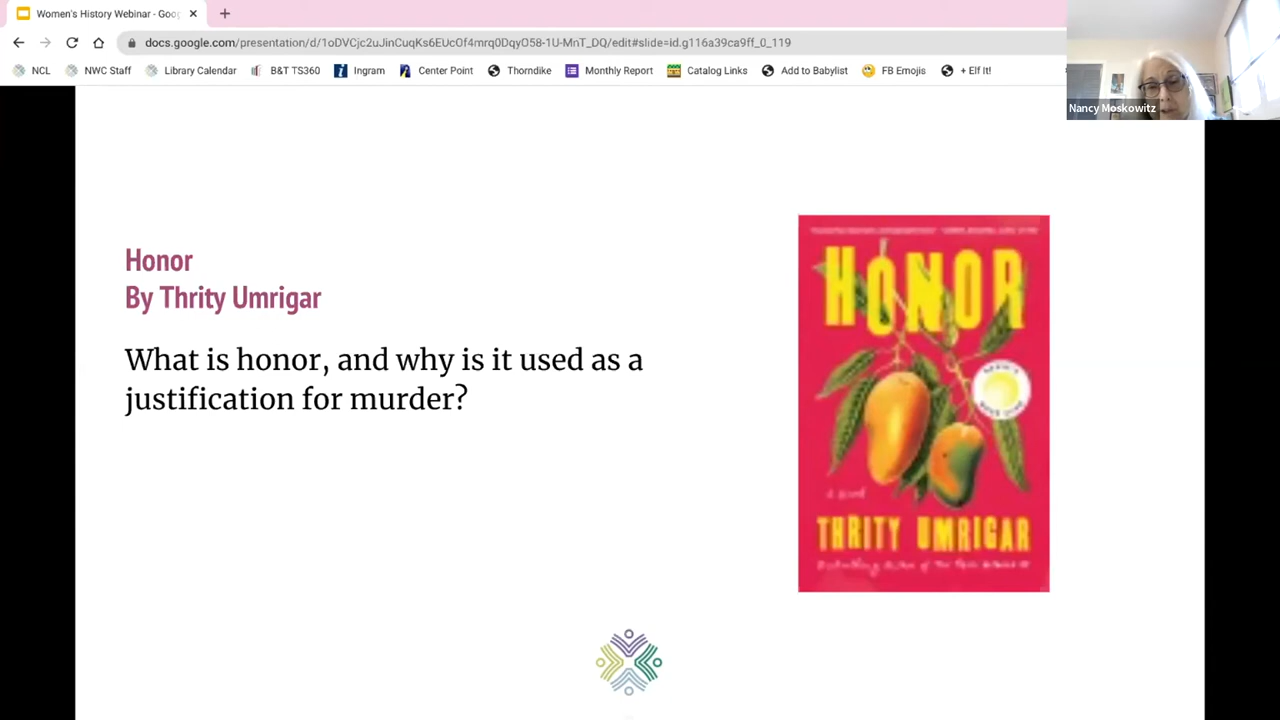 Women's History Webinar - Goo
docs.google.com/presentation/d/1oDVCjc2uJinCuqKs6EUcOf4mrq0DqyO58-1U-MnT_DQ/edit#slide=id.g116a39ca9ff_0_119
NCL NWC Staff Library Calendar B&T TS360 Ingram Center Point Thorndike Monthly Report Catalog Links Add to Babylist FB Emojis + Elf It!
Nancy Moskowitz
Honor
By Thrity Umrigar
What is honor, and why is it used as a
justification for murder?
HONOR
THRITY UMRIGAR